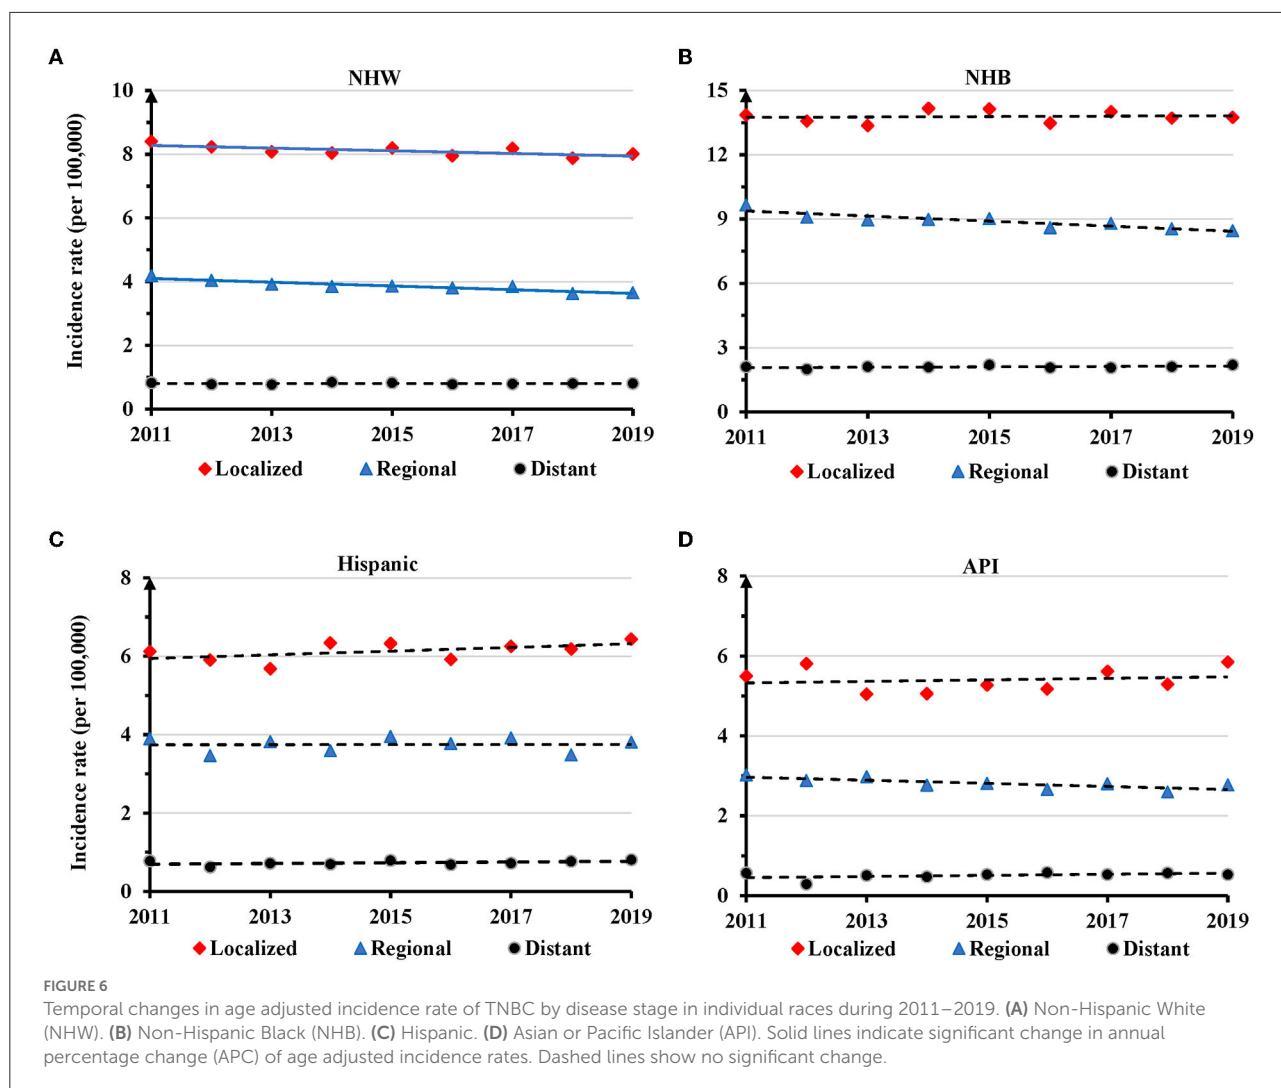 A
NHW
Incidence rate (per 100,000)
10
8
6
4
2
0
2011 2013 2015 2017 2019
Localized Regional Distant
B
NHB
15
12
9
6
3
0
2011 2013 2015 2017 2019
Localized Regional Distant
C
Hispanic
Incidence rate (per 100,000)
8
6
4
2
0
2011 2013 2015 2017 2019
Localized Regional Distant
D
API
8
6
4
2
0
2011 2013 2015 2017 2019
Localized Regional Distant
FIGURE 6
Temporal changes in age adjusted incidence rate of TNBC by disease stage in individual races during 2011–2019. (A) Non-Hispanic White
(NHW). (B) Non-Hispanic Black (NHB). (C) Hispanic. (D) Asian or Pacific Islander (API). Solid lines indicate significant change in annual
percentage change (APC) of age adjusted incidence rates. Dashed lines show no significant change.